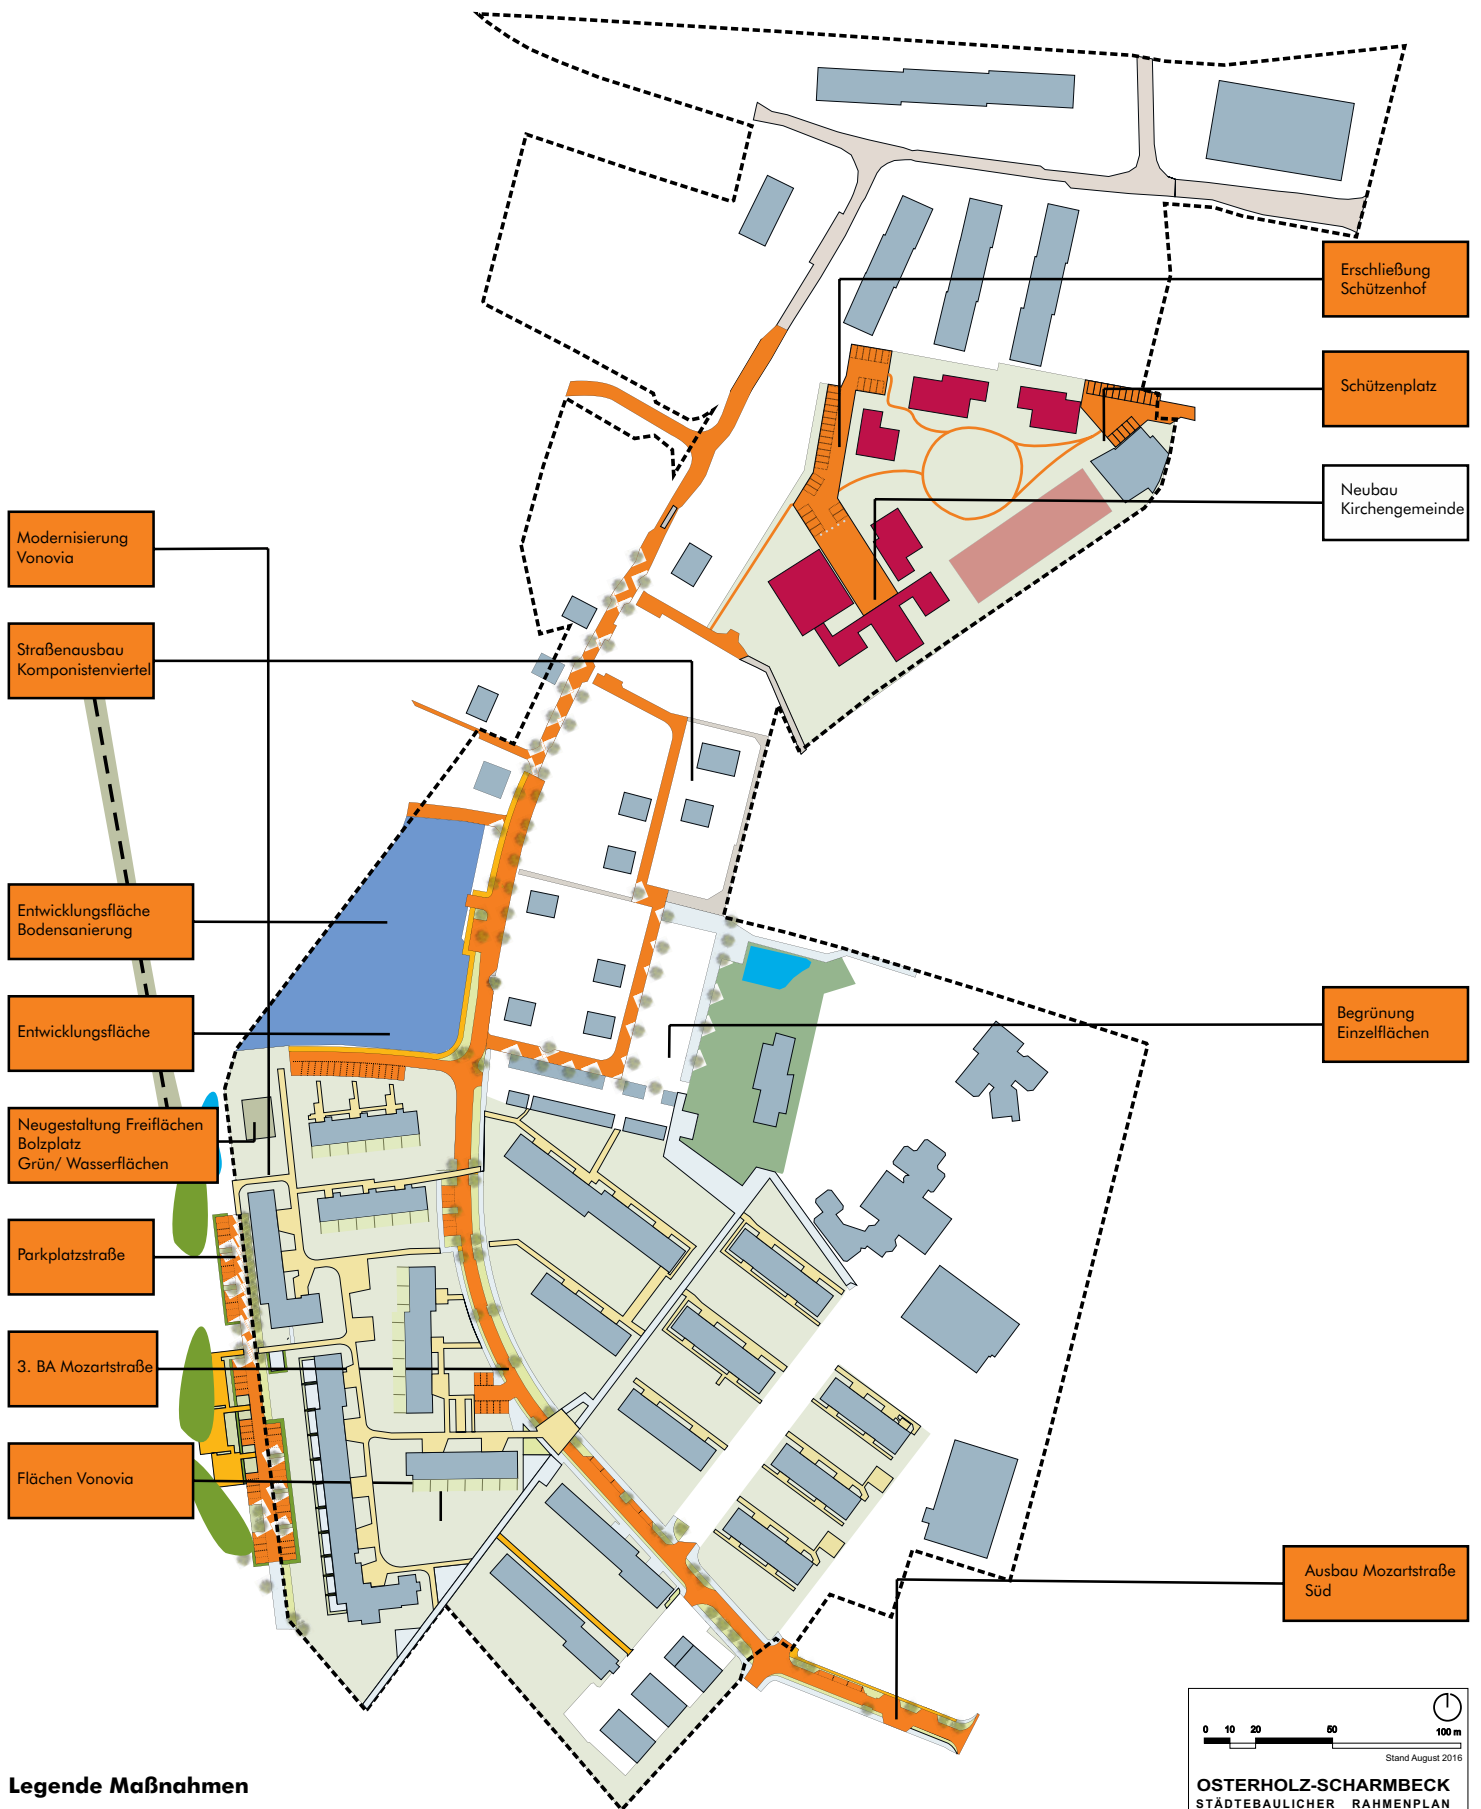 Erschließung
Schützenhof
Schützenplatz
Neubau
Kirchengemeinde
Modernisierung
Vonovia
Straßenausbau
Komponistenviertel
Entwicklungsfläche
Bodensanierung
Entwicklungsfläche
Begrünung
Einzelflächen
Neugestaltung Freiflächen
Bolzplatz
Grün/ Wasserflächen
Parkplatzstraße
3. BA Mozartstraße
Flächen Vonovia
Ausbau Mozartstraße
Süd
0 10 20 50 100 m
Stand August 2016
OSTERHOLZ-SCHARMBECK
STÄDTEBAULICHER RAHMENPLAN
Legende Maßnahmen